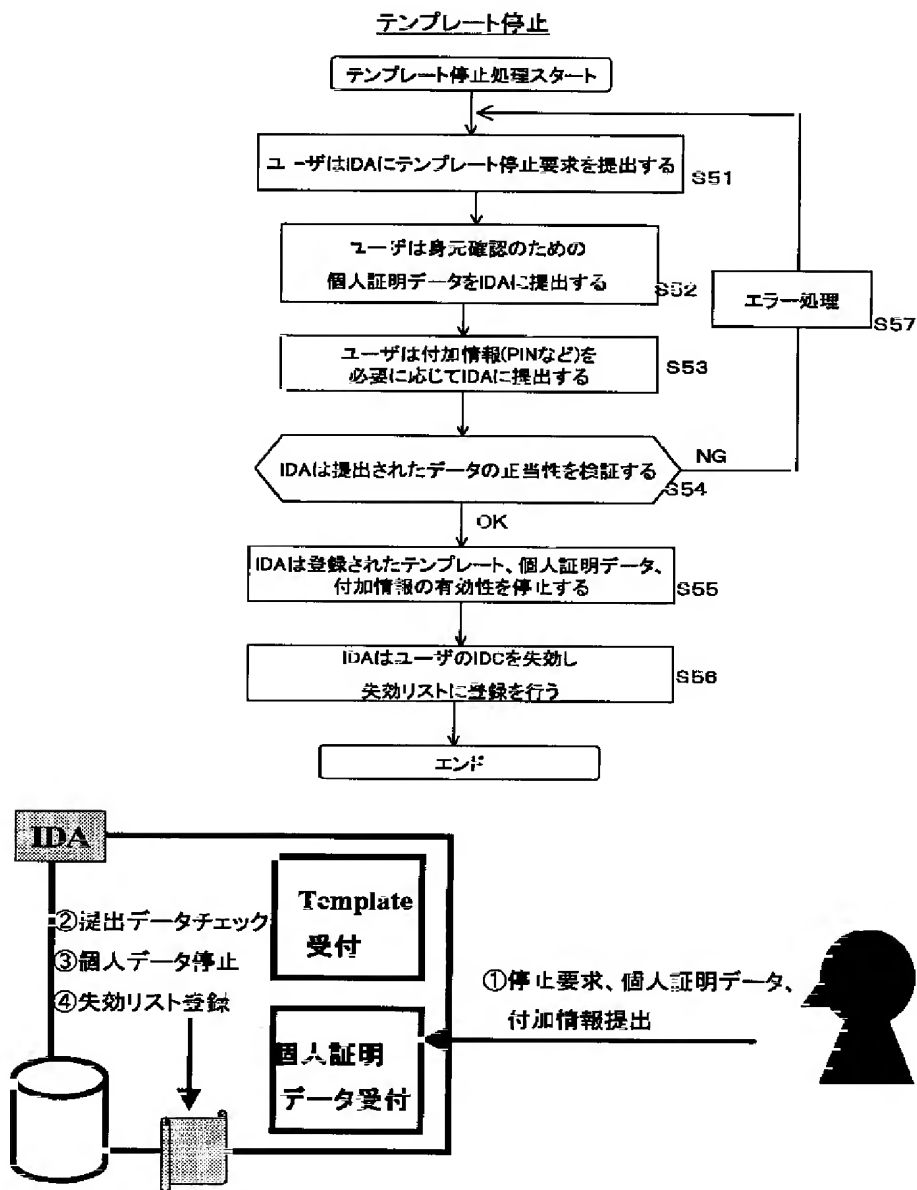 テンプレート停止
テンプレート停止処理スタート
ユーザはIDAにテンプレート停止要求を提出する
S51
ユーザは身元確認のための
個人証明データをIDAに提出する
S52
エラー処理
S57
ユーザは付加情報(PINなど)を
必要に応じてIDAに提出する
S53
IDAは提出されたデータの正当性を検証する
NG
S54
OK
IDAは登録されたテンプレート、個人証明データ、
付加情報の有効性を停止する
S55
IDAはユーザのIDCを失効し
失効リストに登録を行う
S56
エンド
IDA
②提出データチェック
③個人データ停止
④失効リスト登録
Template
受付
①停止要求、個人証明データ、
付加情報提出
個人証明
データ受付